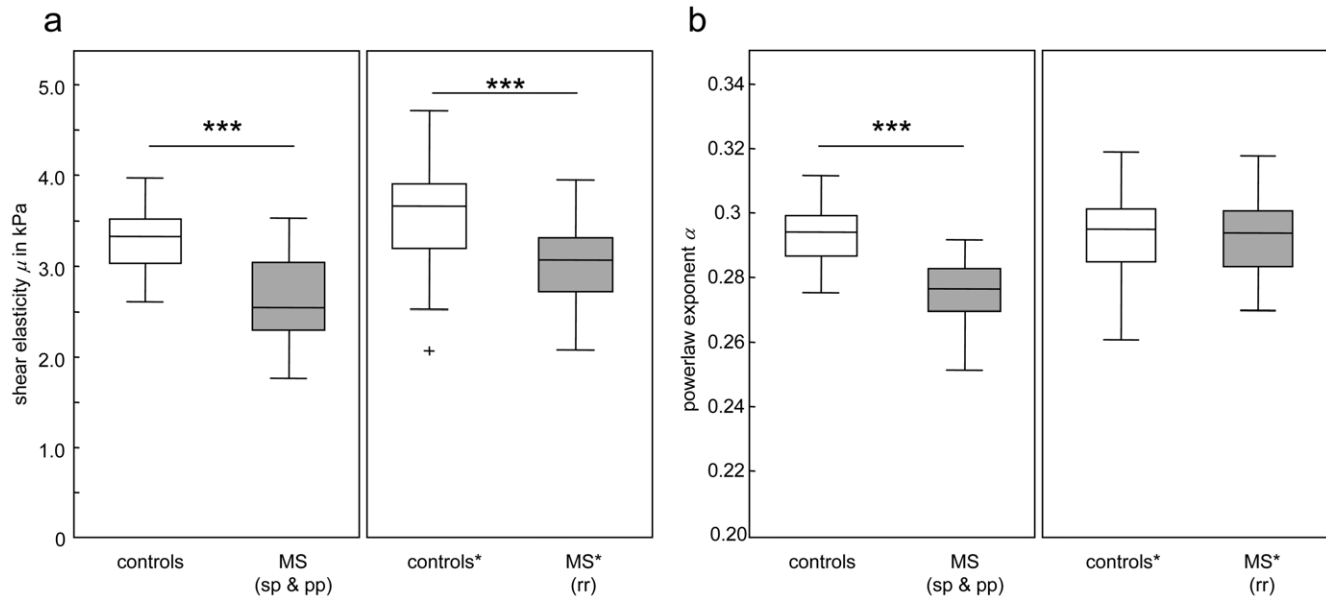 a
shear elasticity μ in kPa
5.0
4.0
3.0
2.0
1.0
0
***
***
+
controls
MS
(sp & pp)
controls*
MS*
(rr)
b
powerlaw exponent α
0.34
0.32
0.3
0.28
0.26
0.24
0.22
0.20
***
controls
MS
(sp & pp)
controls*
MS*
(rr)